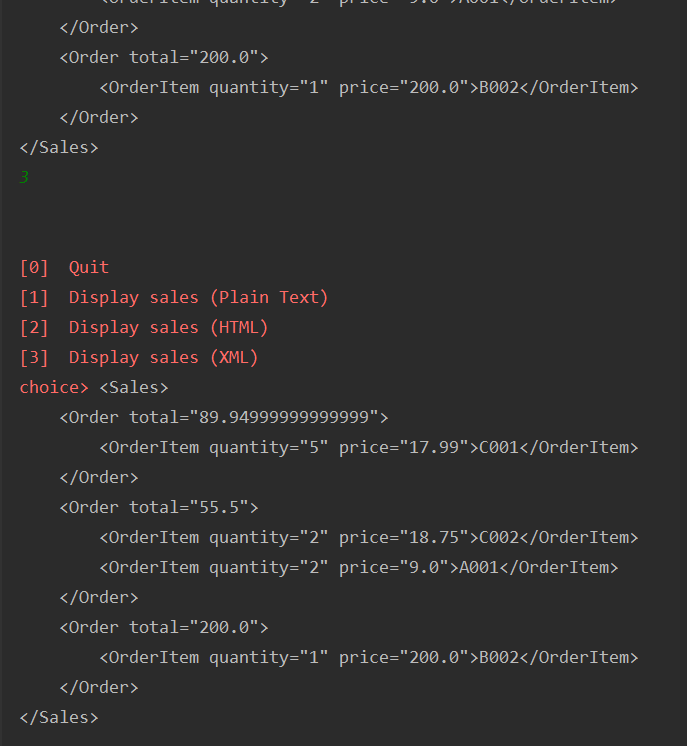 <OrderItem quantity="2" price="9.0">A001</OrderItem>
    </Order>
    <Order total="200.0">
        <OrderItem quantity="1" price="200.0">B002</OrderItem>
    </Order>
</Sales>
3
[0]  Quit
[1]  Display sales (Plain Text)
[2]  Display sales (HTML)
[3]  Display sales (XML)
choice> <Sales>
    <Order total="89.94999999999999">
        <OrderItem quantity="5" price="17.99">C001</OrderItem>
    </Order>
    <Order total="55.5">
        <OrderItem quantity="2" price="18.75">C002</OrderItem>
        <OrderItem quantity="2" price="9.0">A001</OrderItem>
    </Order>
    <Order total="200.0">
        <OrderItem quantity="1" price="200.0">B002</OrderItem>
    </Order>
</Sales>